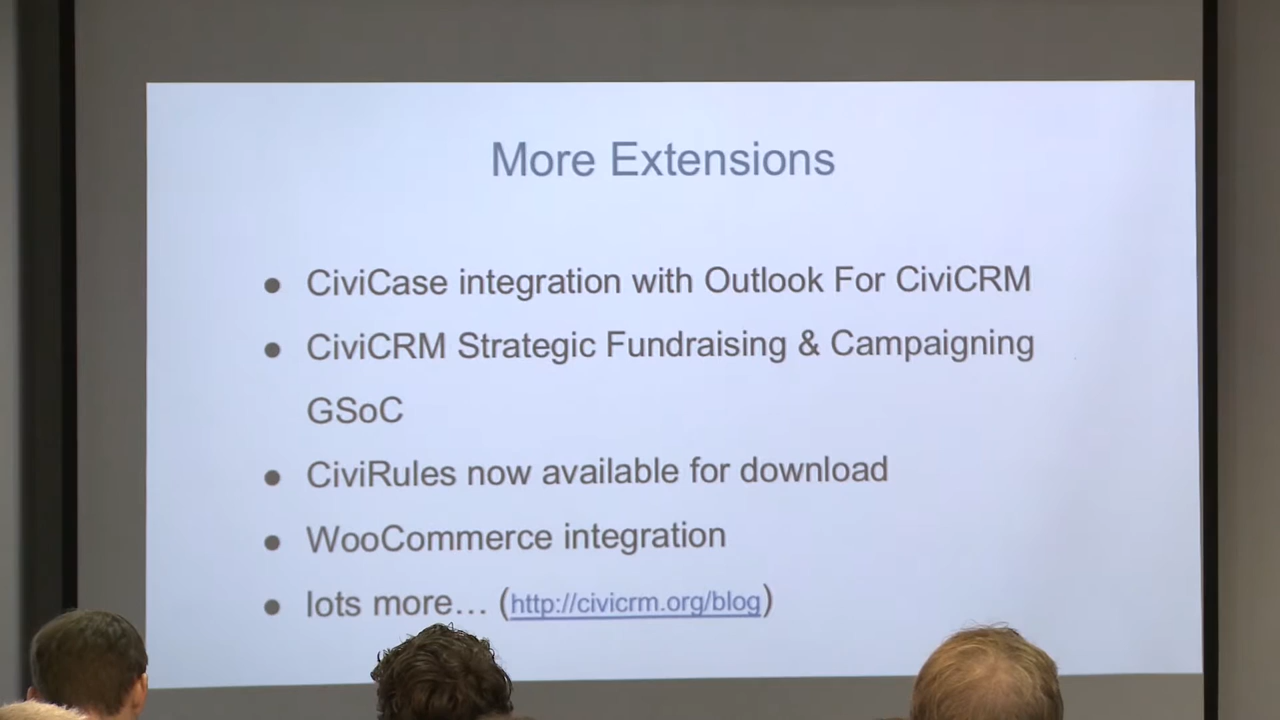 More Extensions
● CiviCase integration with Outlook For CiviCRM
● CiviCRM Strategic Fundraising & Campaigning
GSoC
● CiviRules now available for download
● WooCommerce integration
● lots more… (http://civicrm.org/blog)